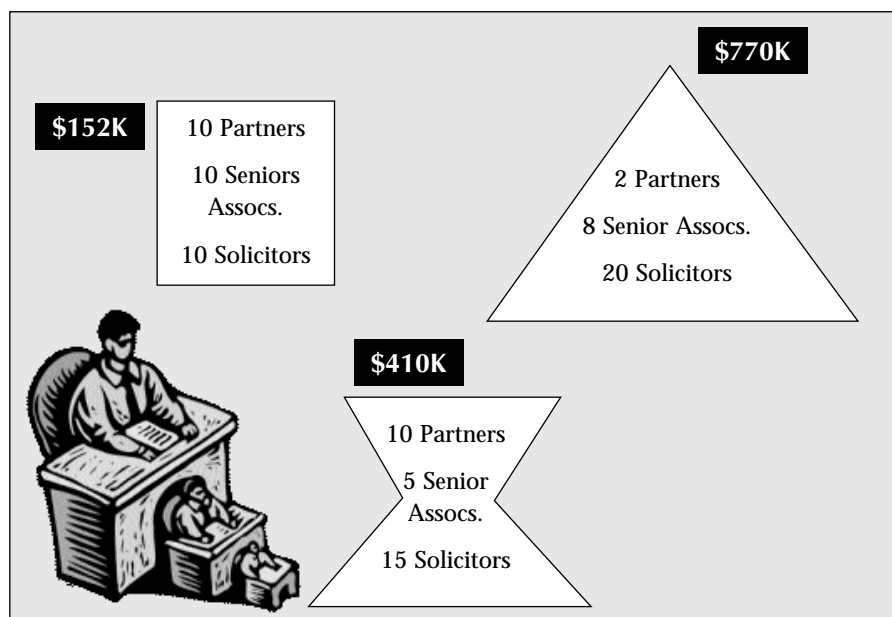 $770K
$152K
10 Partners
10 Seniors
Assocs.
10 Solicitors
2 Partners
8 Senior Assocs.
20 Solicitors
$410K
10 Partners
5 Senior
Assocs.
15 Solicitors